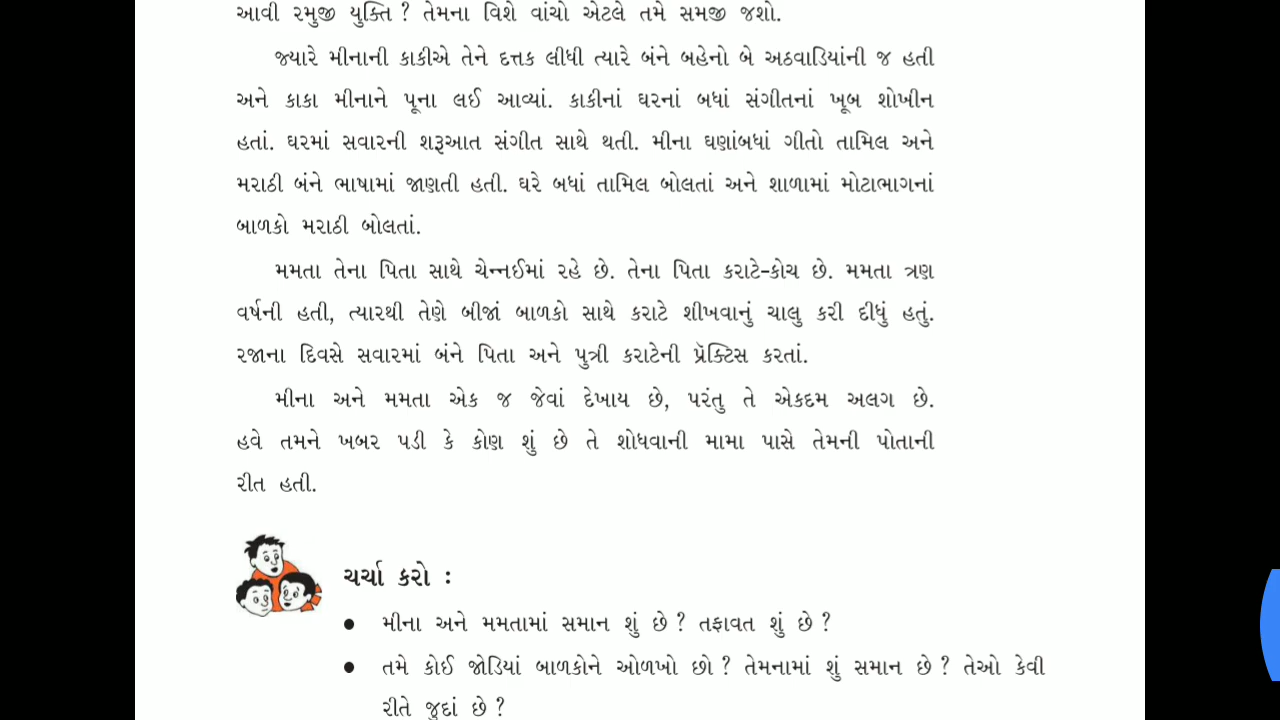 આવી રમુજી યુક્તિ ? તેમના વિશે વાંચો એટલે તમે સમજી જશો.
જ્યારે મીનાની કાકીએ તેને દત્તક લીધી ત્યારે બંને બહેનો બે અઠવાડિયાંની જ હતી
અને કાકા મીનાને પૂના લઈ આવ્યાં. કાકીનાં ઘરનાં બધાં સંગીતનાં ખૂબ શોખીન
હતાં. ઘરમાં સવારની શરૂઆત સંગીત સાથે થતી. મીના ઘણાંબધાં ગીતો તામિલ અને
મરાઠી બંને ભાષામાં જાણતી હતી. ઘરે બધાં તામિલ બોલતાં અને શાળામાં મોટાભાગનાં
બાળકો મરાઠી બોલતાં.
મમતા તેના પિતા સાથે ચેન્નઈમાં રહે છે. તેના પિતા કરાટે-કોચ છે. મમતા ત્રણ
વર્ષની હતી, ત્યારથી તેણે બીજાં બાળકો સાથે કરાટે શીખવાનું ચાલુ કરી દીધું હતું.
રજાના દિવસે સવારમાં બંને પિતા અને પુત્રી કરાટેની પ્રૅક્ટિસ કરતાં.
મીના અને મમતા એક જ જેવાં દેખાય છે, પરંતુ તે એકદમ અલગ છે.
હવે તમને ખબર પડી કે કોણ શું છે તે શોધવાની મામા પાસે તેમની પોતાની
રીત હતી.
ચર્ચા કરો :
● મીના અને મમતામાં સમાન શું છે ? તફાવત શું છે ?
● તમે કોઈ જોડિયાં બાળકોને ઓળખો છો ? તેમનામાં શું સમાન છે ? તેઓ કેવી
રીતે જુદાં છે ?